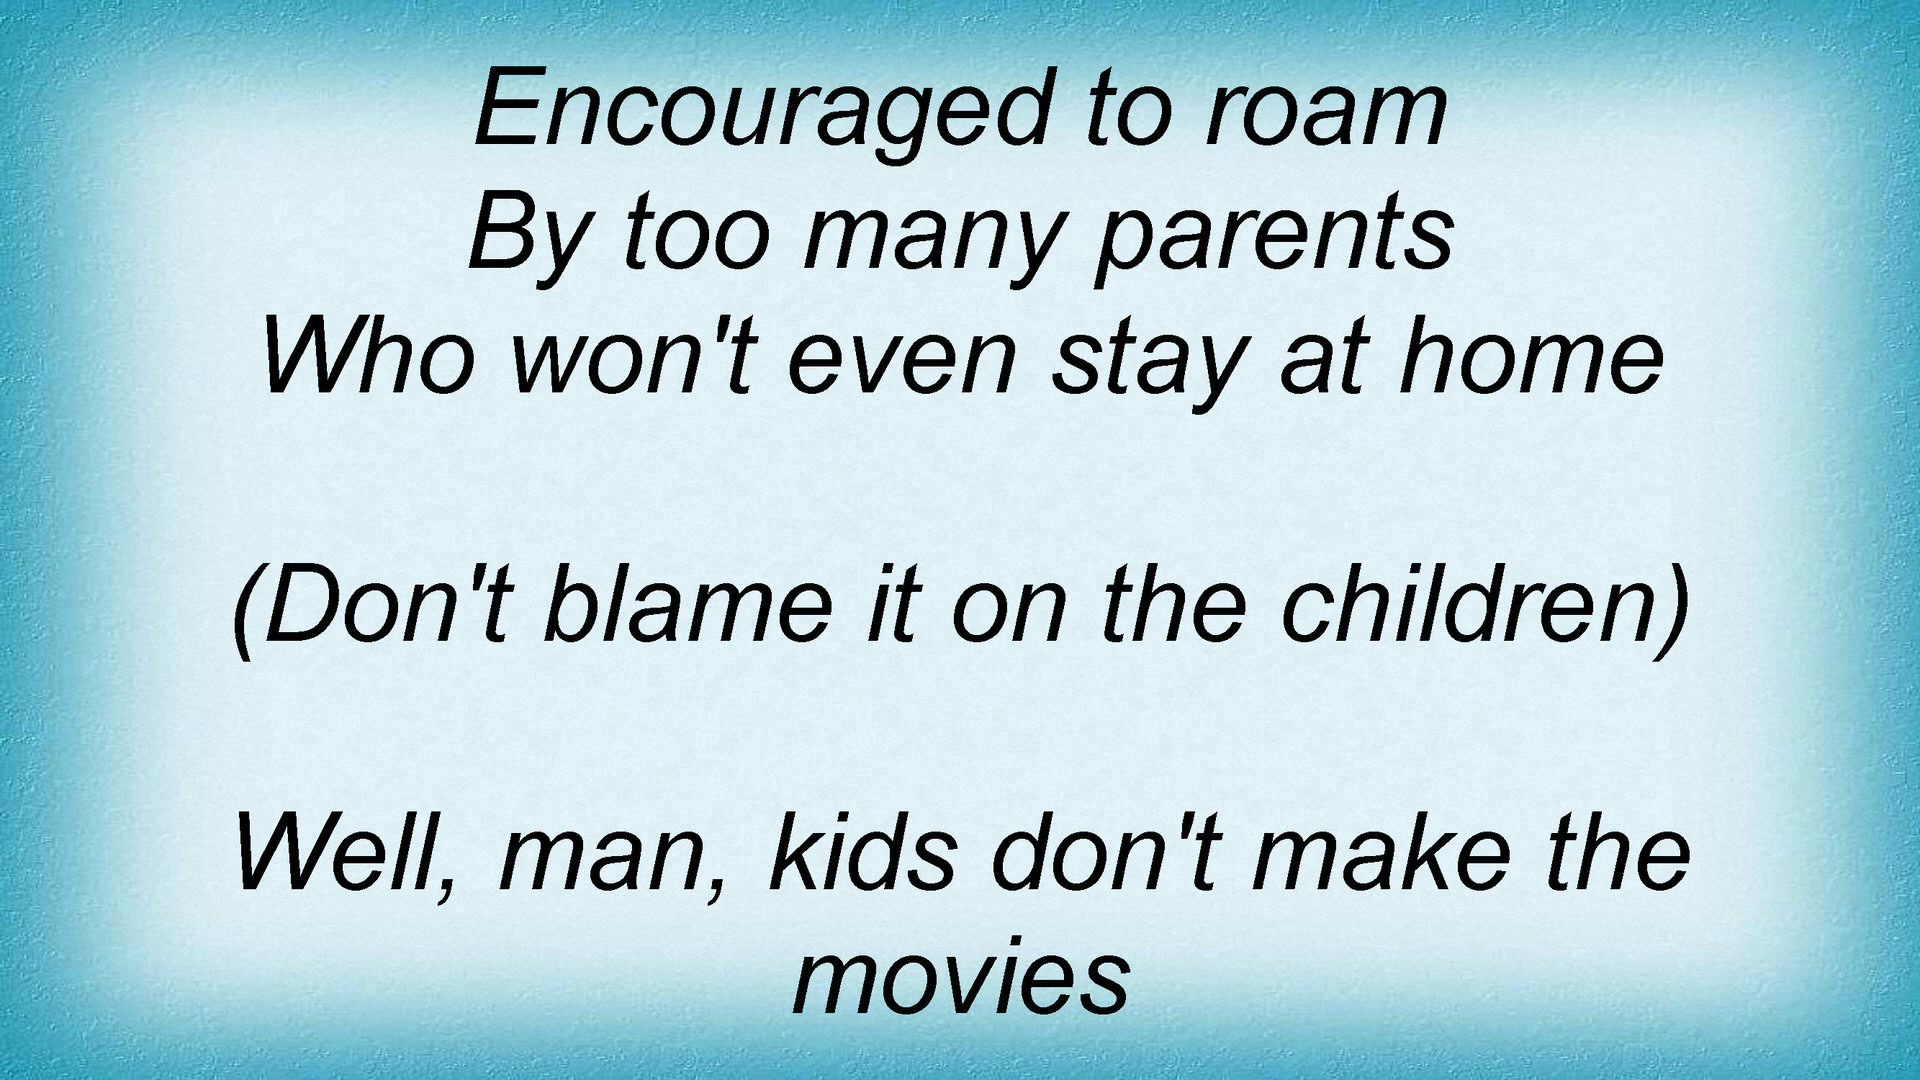 Encouraged to roam
By too many parents
Who won't even stay at home
(Don't blame it on the children)
Well, man, kids don't make the
movies